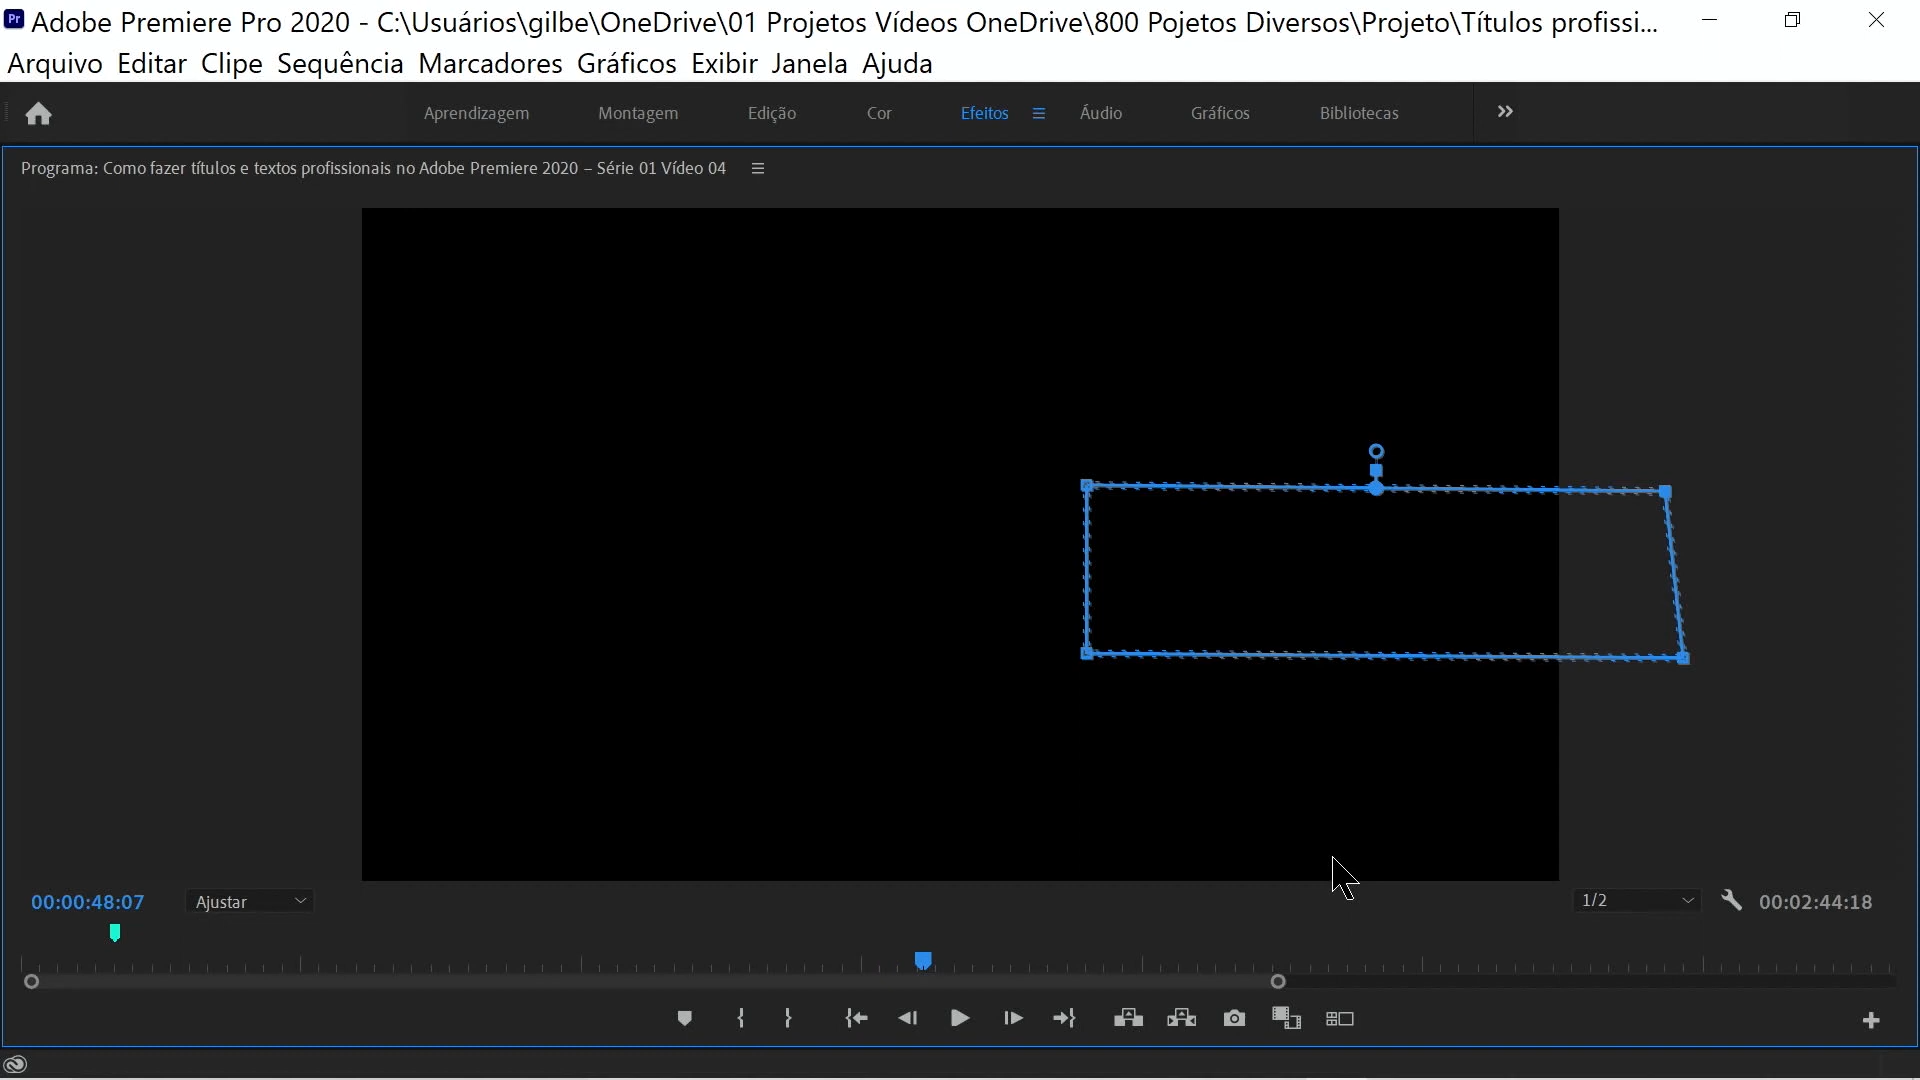 Pr Adobe Premiere Pro 2020 - C:\Usuários\gilbe\OneDrive\01 Projetos Vídeos OneDrive\800 Pojetos Diversos\Projeto\Títulos profissi...
Arquivo Editar Clipe Sequência Marcadores Gráficos Exibir Janela Ajuda
Aprendizagem Montagem Edição Cor Efeitos Áudio Gráficos Bibliotecas
Programa: Como fazer títulos e textos profissionais no Adobe Premiere 2020 – Série 01 Vídeo 04
00:00:48:07 Ajustar 1/2 00:02:44:18